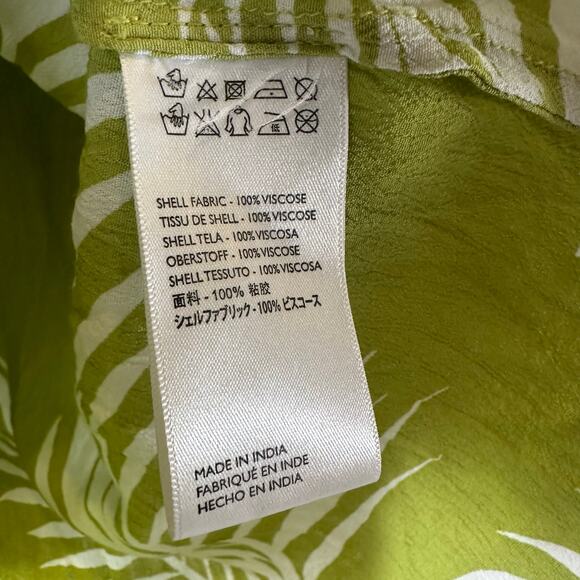 低
SHELL FABRIC - 100% VISCOSE
TISSU DE SHELL - 100% VISCOSE
SHELL TELA - 100% VISCOSA
OBERSTOFF - 100% VISCOSE
SHELL TESSUTO - 100% VISCOSA
面料 - 100% 粘胶
シェルファブリック - 100% ビスコース
MADE IN INDIA
FABRIQUÉ EN INDE
HECHO EN INDIA